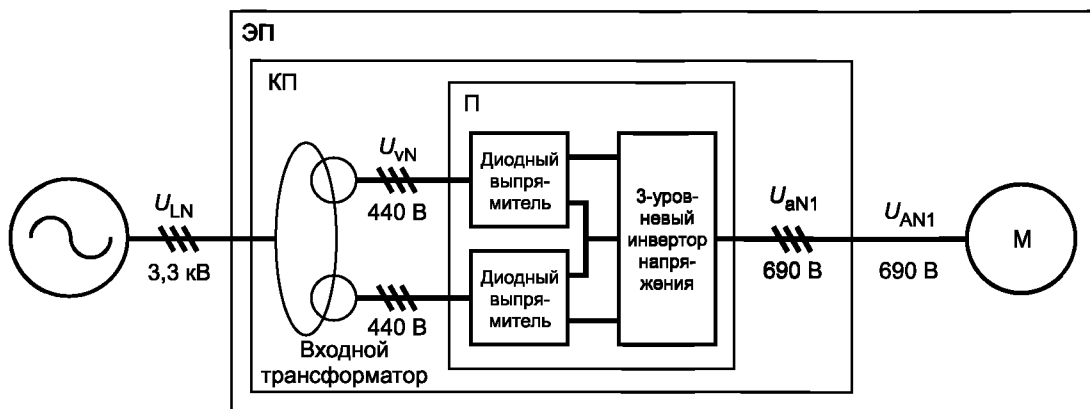 ЭП
КП
П
U_LN
3,3 кВ
U_vN
440 В
440 В
Входной
трансформатор
Диодный
выпря-
митель
Диодный
выпря-
митель
3-уров-
невый
инвертор
напря-
жения
U_aN1
690 В
U_AN1
690 В
М